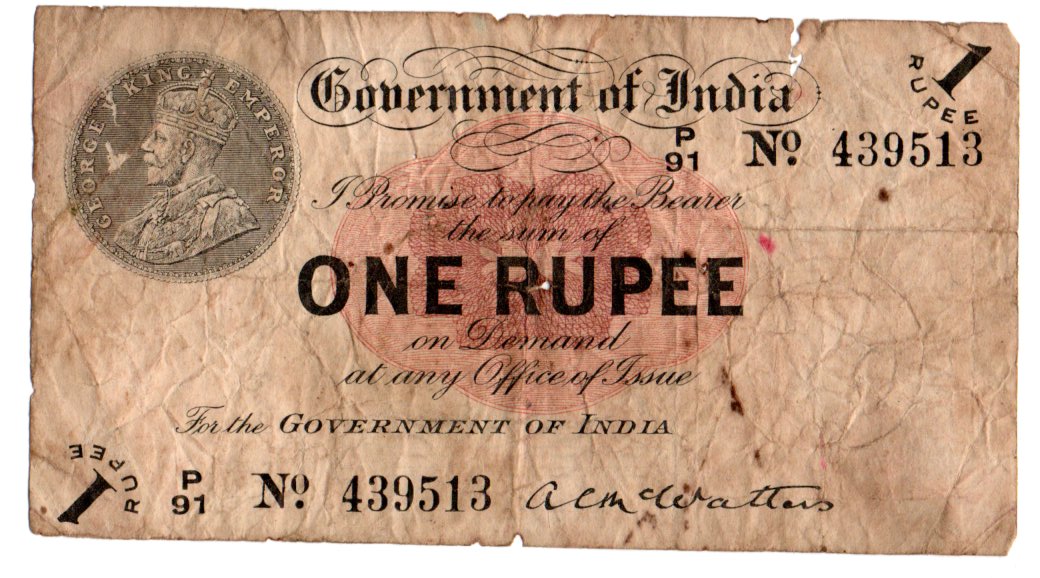 GEORGE V KING EMPEROR
Government of India
1 RUPEE
P
91 No 439513
I Promise to pay the Bearer
the sum of
ONE RUPEE
on Demand
at any Office of Issue
For the GOVERNMENT OF INDIA
1 RUPEE
P
91 No 439513 A C McWatters